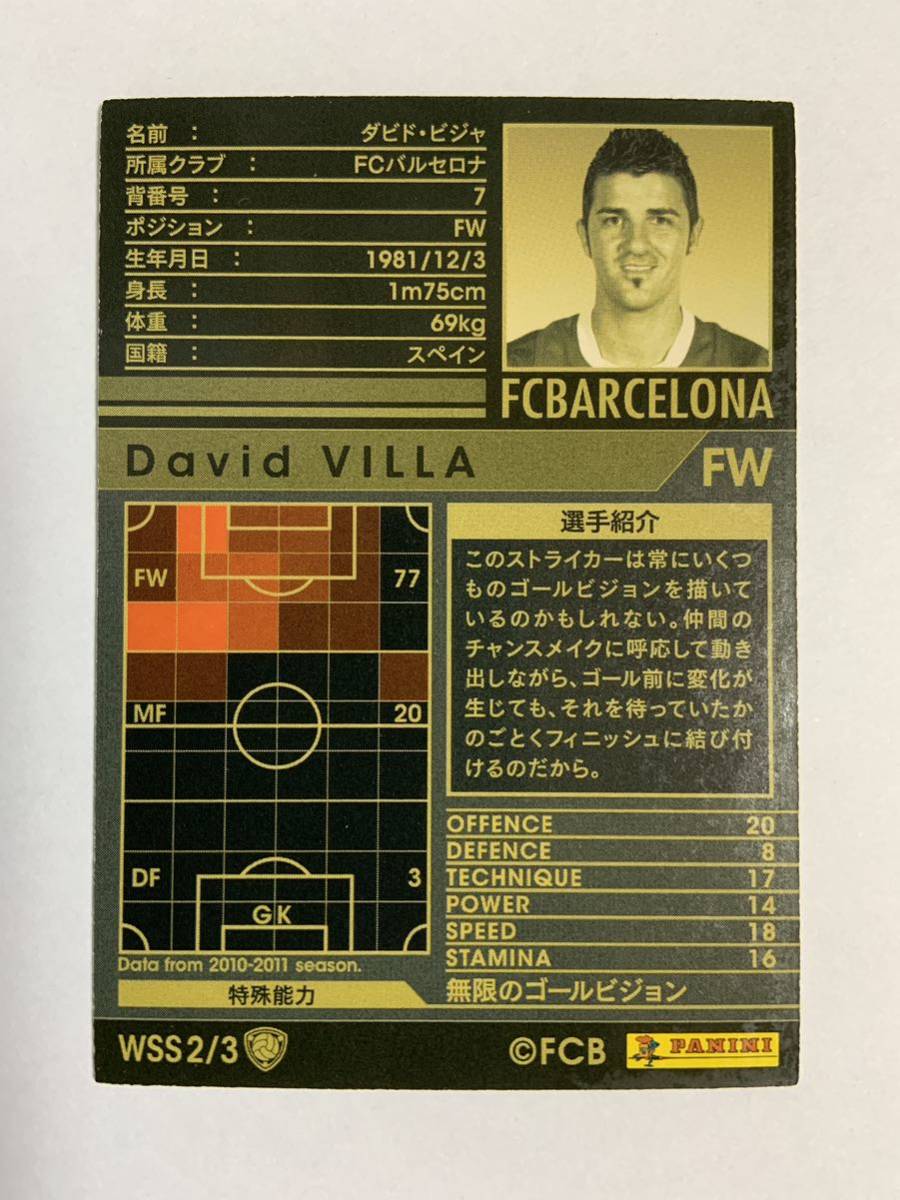 名前 : ダビド・ビジャ
所属クラブ : FCバルセロナ
背番号 : 7
ポジション : FW
生年月日 : 1981/12/3
身長 : 1m75cm
体重 : 69kg
国籍 : スペイン
FCBARCELONA
David VILLA FW
FW 77
MF 20
DF 3
GK
Data from 2010-2011 season.
特殊能力
選手紹介
このストライカーは常にいくつ
ものゴールビジョンを描いて
いるのかもしれない。仲間の
チャンスメイクに呼応して動き
出しながら、ゴール前に変化が
生じても、それを待っていたか
のごとくフィニッシュに結び付
けるのだから。
OFFENCE 20
DEFENCE 8
TECHNIQUE 17
POWER 14
SPEED 18
STAMINA 16
無限のゴールビジョン
WSS2/3 ©FCB PANINI